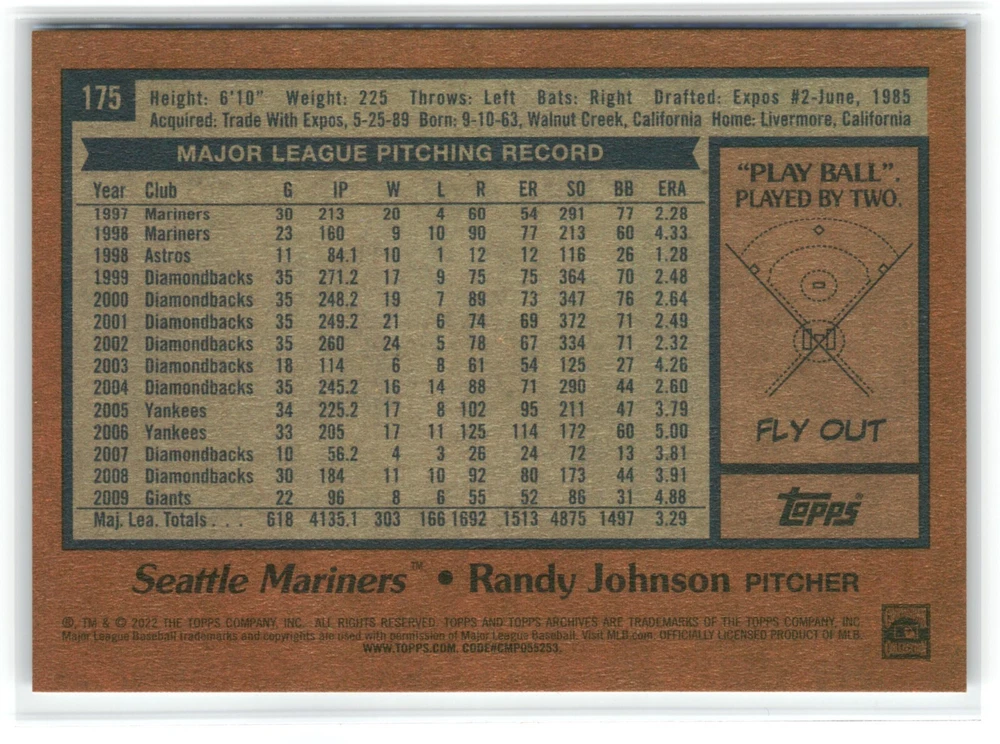 175
Height: 6'10" Weight: 225 Throws: Left Bats: Right Drafted: Expos #2-June, 1985
Acquired: Trade With Expos, 5-25-89 Born: 9-10-63, Walnut Creek, California Home: Livermore, California
MAJOR LEAGUE PITCHING RECORD
Year Club G IP W L R ER SO BB ERA
1997 Mariners 30 213 20 4 60 54 291 77 2.28
1998 Mariners 23 160 9 10 90 77 213 60 4.33
1998 Astros 11 84.1 10 1 12 12 116 26 1.28
1999 Diamondbacks 35 271.2 17 9 75 75 364 70 2.48
2000 Diamondbacks 35 248.2 19 7 89 73 347 76 2.64
2001 Diamondbacks 35 249.2 21 6 74 69 372 71 2.49
2002 Diamondbacks 35 260 24 5 78 67 334 71 2.32
2003 Diamondbacks 18 114 6 8 61 54 125 27 4.26
2004 Diamondbacks 35 245.2 16 14 88 71 290 44 2.60
2005 Yankees 34 225.2 17 8 102 95 211 47 3.79
2006 Yankees 33 205 17 11 125 114 172 60 5.00
2007 Diamondbacks 10 56.2 4 3 26 24 72 13 3.81
2008 Diamondbacks 30 184 11 10 92 80 173 44 3.91
2009 Giants 22 96 8 6 55 52 86 31 4.88
Maj. Lea. Totals . . . 618 4135.1 303 166 1692 1513 4875 1497 3.29
"PLAY BALL".
PLAYED BY TWO.
FLY OUT
Topps
Seattle Mariners™ • Randy Johnson PITCHER
®, TM & © 2022 THE TOPPS COMPANY, INC. ALL RIGHTS RESERVED. TOPPS AND TOPPS ARCHIVES ARE TRADEMARKS OF THE TOPPS COMPANY, INC
Major League Baseball trademarks and copyrights are used with permission of Major League Baseball. Visit MLB.com. OFFICIALLY LICENSED PRODUCT OF MLB.
WWW.TOPPS.COM. CODE#CMP055253.